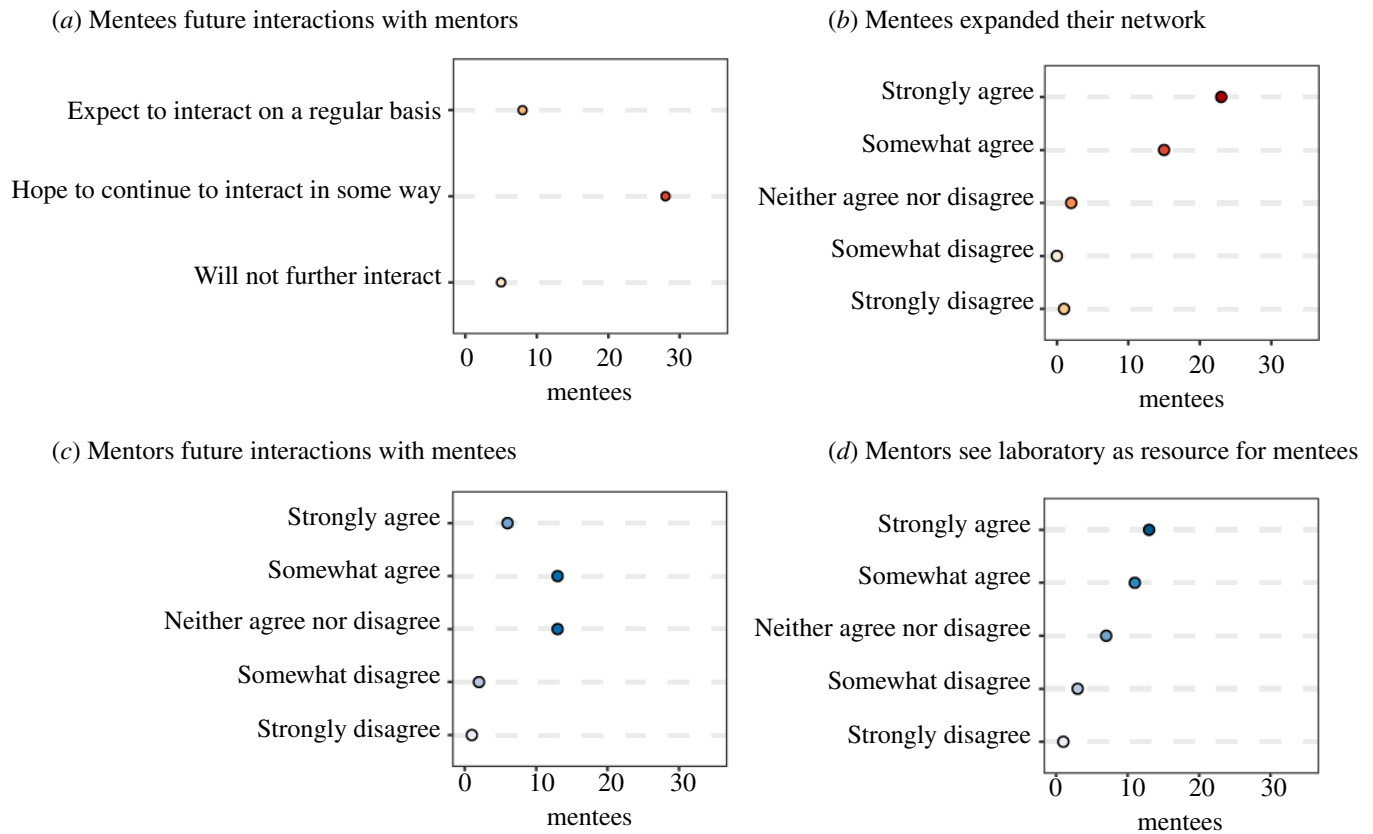 (a) Mentees future interactions with mentors
Expect to interact on a regular basis
Hope to continue to interact in some way
Will not further interact
0 10 20 30
mentees
(b) Mentees expanded their network
Strongly agree
Somewhat agree
Neither agree nor disagree
Somewhat disagree
Strongly disagree
0 10 20 30
mentees
(c) Mentors future interactions with mentees
Strongly agree
Somewhat agree
Neither agree nor disagree
Somewhat disagree
Strongly disagree
0 10 20 30
mentees
(d) Mentors see laboratory as resource for mentees
Strongly agree
Somewhat agree
Neither agree nor disagree
Somewhat disagree
Strongly disagree
0 10 20 30
mentees